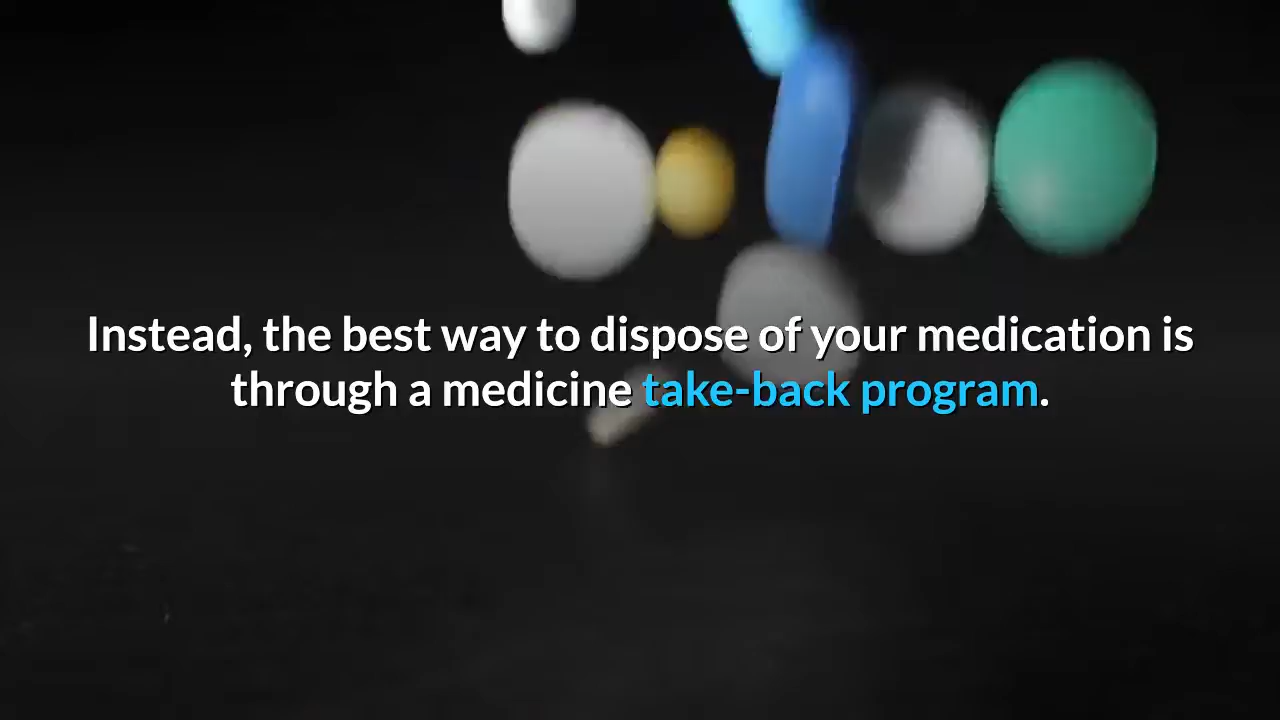 Instead, the best way to dispose of your medication is
through a medicine take-back program.